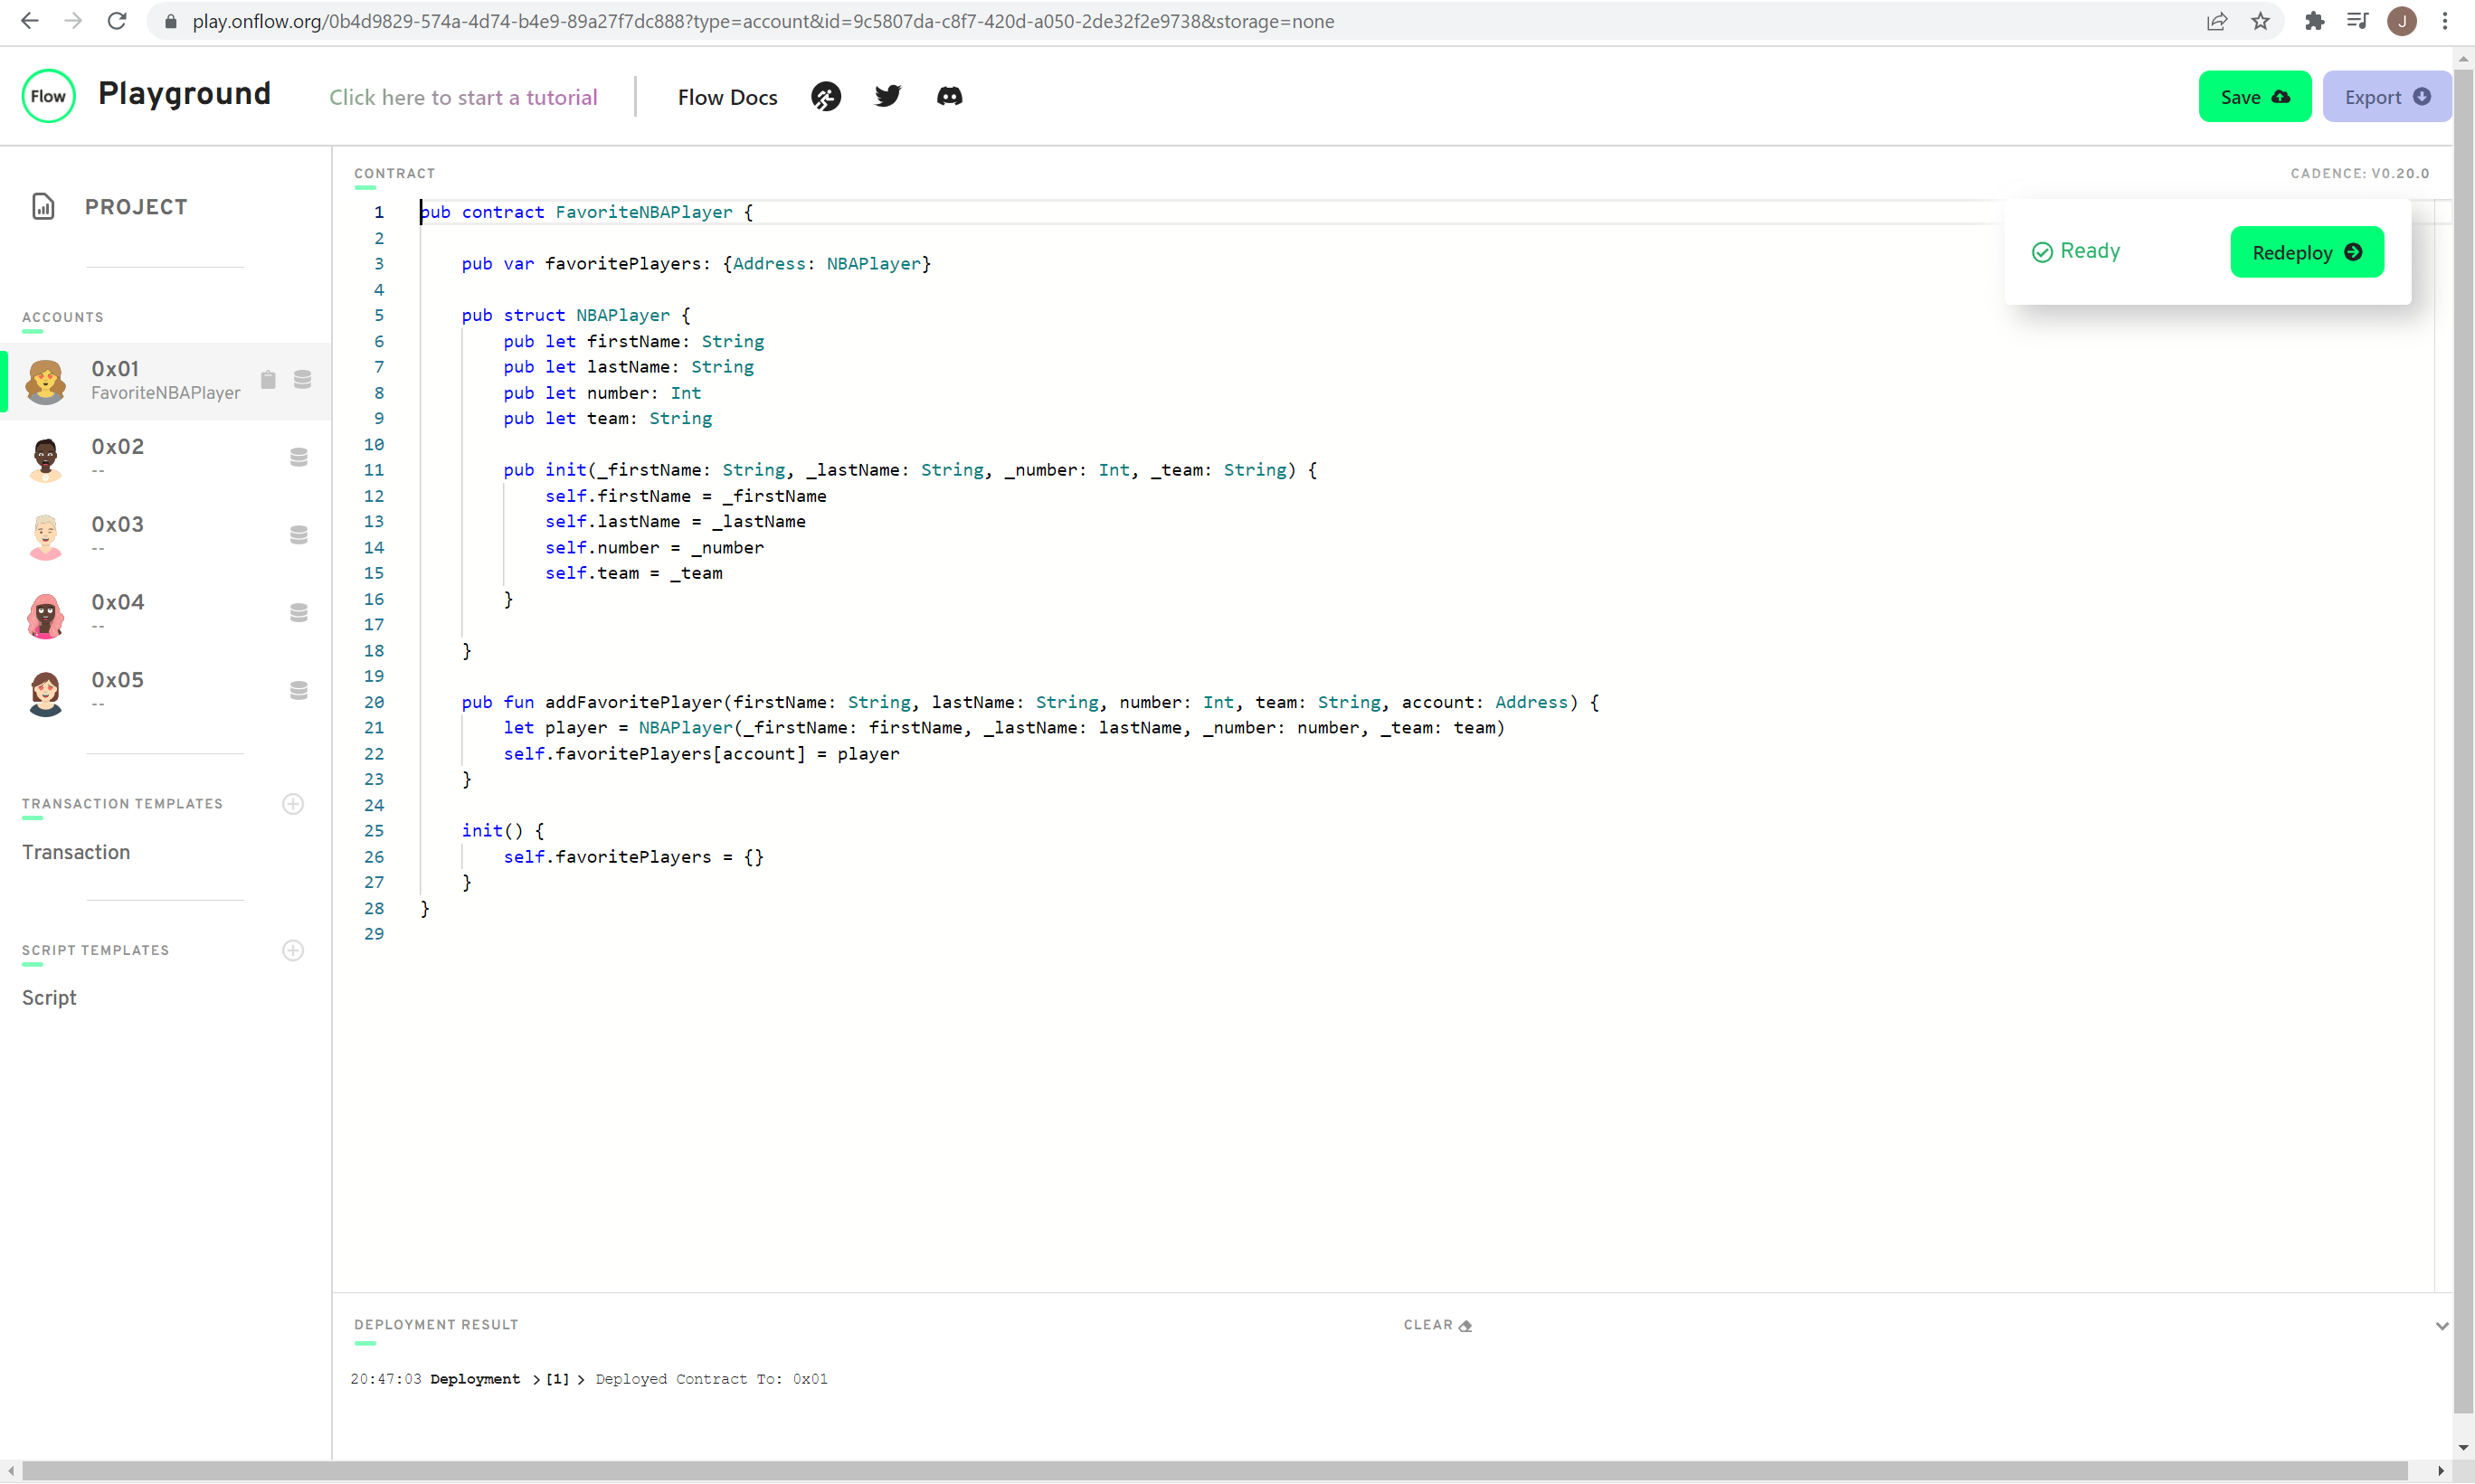 play.onflow.org/0b4d9829-574a-4d74-b4e9-89a27f7dc888?type=account&id=9c5807da-c8f7-420d-a050-2de32f2e9738&storage=none
J
Flow
Playground
Click here to start a tutorial
Flow Docs
Save
Export
PROJECT
ACCOUNTS
0x01
FavoriteNBAPlayer
0x02
--
0x03
--
0x04
--
0x05
--
TRANSACTION TEMPLATES
Transaction
SCRIPT TEMPLATES
Script
CONTRACT
CADENCE: V0.20.0
Ready
Redeploy
1 pub contract FavoriteNBAPlayer {
2
3 pub var favoritePlayers: {Address: NBAPlayer}
4
5 pub struct NBAPlayer {
6 pub let firstName: String
7 pub let lastName: String
8 pub let number: Int
9 pub let team: String
10
11 pub init(_firstName: String, _lastName: String, _number: Int, _team: String) {
12 self.firstName = _firstName
13 self.lastName = _lastName
14 self.number = _number
15 self.team = _team
16 }
17
18 }
19
20 pub fun addFavoritePlayer(firstName: String, lastName: String, number: Int, team: String, account: Address) {
21 let player = NBAPlayer(_firstName: firstName, _lastName: lastName, _number: number, _team: team)
22 self.favoritePlayers[account] = player
23 }
24
25 init() {
26 self.favoritePlayers = {}
27 }
28 }
29
DEPLOYMENT RESULT
CLEAR
20:47:03 Deployment > [1] > Deployed Contract To: 0x01